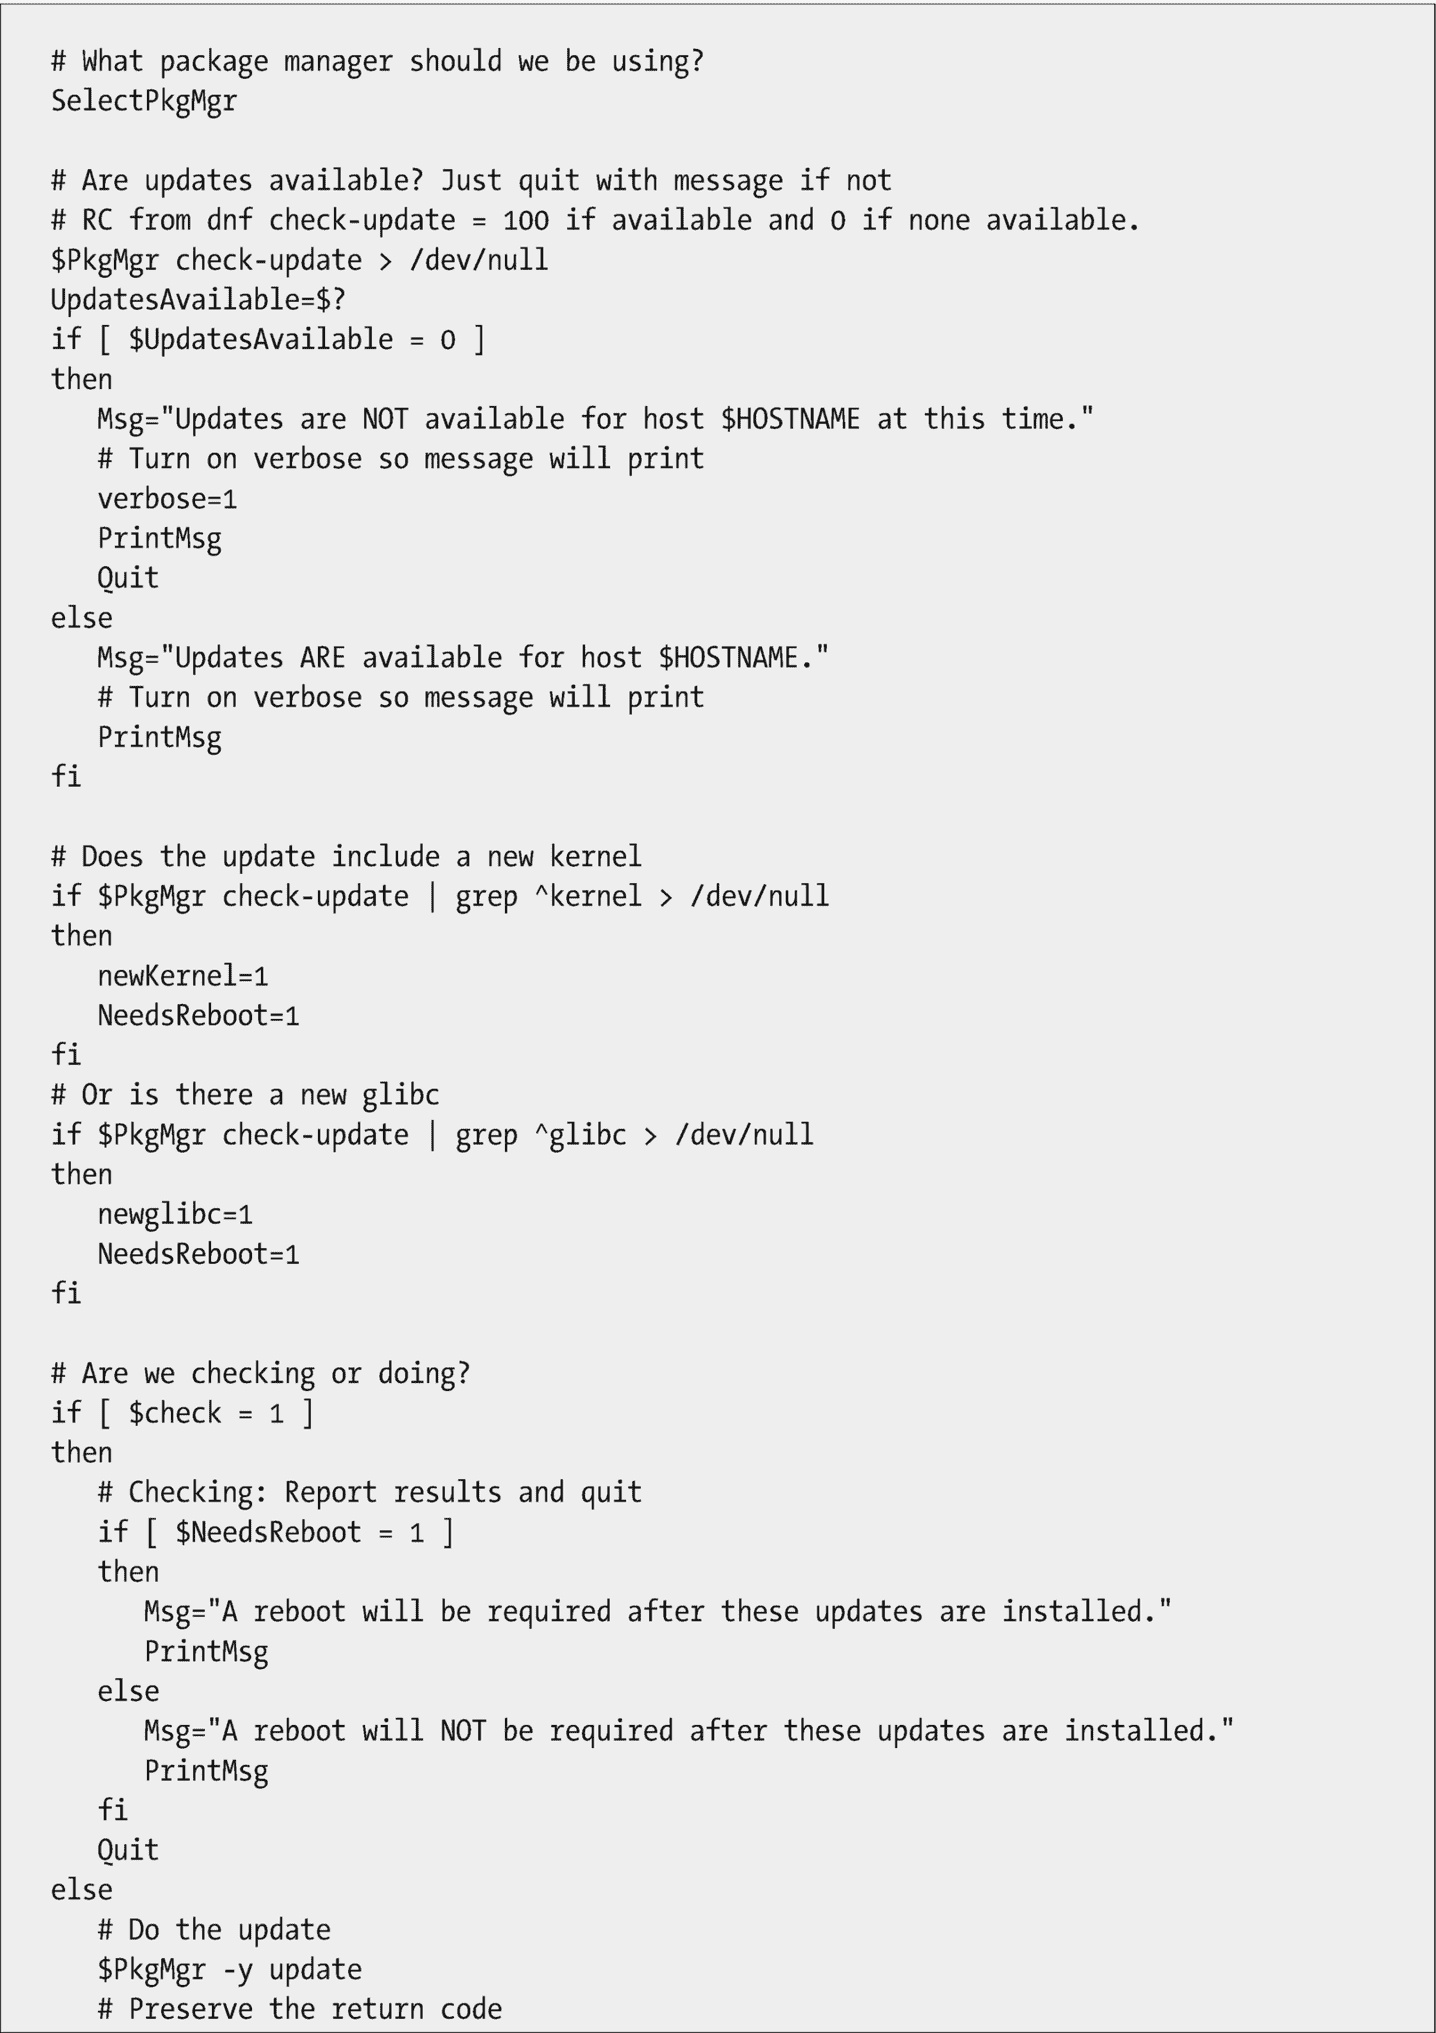 # What package manager should we be using?
SelectPkgMgr

# Are updates available? Just quit with message if not
# RC from dnf check-update = 100 if available and 0 if none available.
$PkgMgr check-update > /dev/null
UpdatesAvailable=$?
if [ $UpdatesAvailable = 0 ]
then
   Msg="Updates are NOT available for host $HOSTNAME at this time."
   # Turn on verbose so message will print
   verbose=1
   PrintMsg
   Quit
else
   Msg="Updates ARE available for host $HOSTNAME."
   # Turn on verbose so message will print
   PrintMsg
fi

# Does the update include a new kernel
if $PkgMgr check-update | grep ^kernel > /dev/null
then
   newKernel=1
   NeedsReboot=1
fi
# Or is there a new glibc
if $PkgMgr check-update | grep ^glibc > /dev/null
then
   newglibc=1
   NeedsReboot=1
fi

# Are we checking or doing?
if [ $check = 1 ]
then
   # Checking: Report results and quit
   if [ $NeedsReboot = 1 ]
   then
      Msg="A reboot will be required after these updates are installed."
      PrintMsg
   else
      Msg="A reboot will NOT be required after these updates are installed."
      PrintMsg
   fi
   Quit
else
   # Do the update
   $PkgMgr -y update
   # Preserve the return code